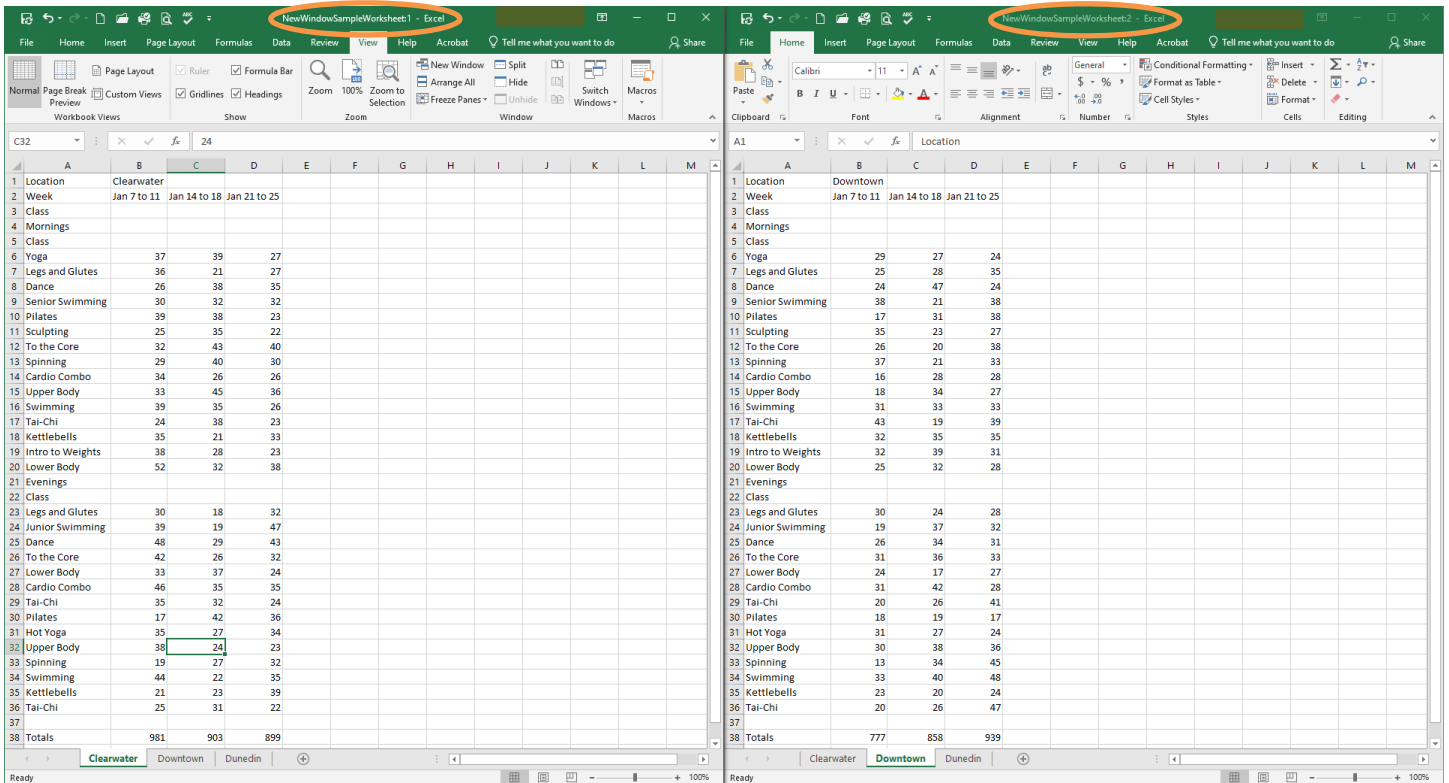 NewWindowSampleWorksheet:1 - Excel
File Home Insert Page Layout Formulas Data Review View Help Acrobat Tell me what you want to do Share
Normal Page Break Preview Page Layout Custom Views
Workbook Views
Ruler Formula Bar
Gridlines Headings
Show
Zoom 100% Zoom to Selection
Zoom
New Window Split
Arrange All Hide
Freeze Panes Unhide
Switch Windows
Window
Macros
Macros
C32 fx 24
A B C D E F G H I J K L M
1 Location Clearwater
2 Week Jan 7 to 11 Jan 14 to 18 Jan 21 to 25
3 Class
4 Mornings
5 Class
6 Yoga 37 39 27
7 Legs and Glutes 36 21 27
8 Dance 26 38 35
9 Senior Swimming 30 32 32
10 Pilates 39 38 23
11 Sculpting 25 35 22
12 To the Core 32 43 40
13 Spinning 29 40 30
14 Cardio Combo 34 26 26
15 Upper Body 33 45 36
16 Swimming 39 35 26
17 Tai-Chi 24 38 23
18 Kettlebells 35 21 33
19 Intro to Weights 38 28 23
20 Lower Body 52 32 38
21 Evenings
22 Class
23 Legs and Glutes 30 18 32
24 Junior Swimming 39 19 47
25 Dance 48 29 43
26 To the Core 42 26 32
27 Lower Body 33 37 24
28 Cardio Combo 46 35 35
29 Tai-Chi 35 32 24
30 Pilates 17 42 36
31 Hot Yoga 35 27 34
32 Upper Body 38 24 23
33 Spinning 19 27 32
34 Swimming 44 22 35
35 Kettlebells 21 23 39
36 Tai-Chi 25 31 22
37
38 Totals 981 903 899
Clearwater Downtown Dunedin
Ready 100%
NewWindowSampleWorksheet:2 - Excel
File Home Insert Page Layout Formulas Data Review View Help Acrobat Tell me what you want to do Share
Paste
Clipboard
Calibri 11
B I U
Font
Alignment
General
$ % ,
Number
Conditional Formatting
Format as Table
Cell Styles
Styles
Insert
Delete
Format
Cells
Editing
A1 fx Location
A B C D E F G H I J K L M
1 Location Downtown
2 Week Jan 7 to 11 Jan 14 to 18 Jan 21 to 25
3 Class
4 Mornings
5 Class
6 Yoga 29 27 24
7 Legs and Glutes 25 28 35
8 Dance 24 47 24
9 Senior Swimming 38 21 38
10 Pilates 17 31 38
11 Sculpting 35 23 27
12 To the Core 26 20 38
13 Spinning 37 21 33
14 Cardio Combo 16 28 28
15 Upper Body 18 34 27
16 Swimming 31 33 33
17 Tai-Chi 43 19 39
18 Kettlebells 32 35 35
19 Intro to Weights 32 39 31
20 Lower Body 25 32 28
21 Evenings
22 Class
23 Legs and Glutes 30 24 28
24 Junior Swimming 19 37 32
25 Dance 26 34 31
26 To the Core 31 36 33
27 Lower Body 24 17 27
28 Cardio Combo 31 42 28
29 Tai-Chi 20 26 41
30 Pilates 18 19 17
31 Hot Yoga 31 27 24
32 Upper Body 30 38 36
33 Spinning 13 34 45
34 Swimming 33 40 48
35 Kettlebells 23 20 24
36 Tai-Chi 20 26 47
37
38 Totals 777 858 939
Clearwater Downtown Dunedin
Ready 100%